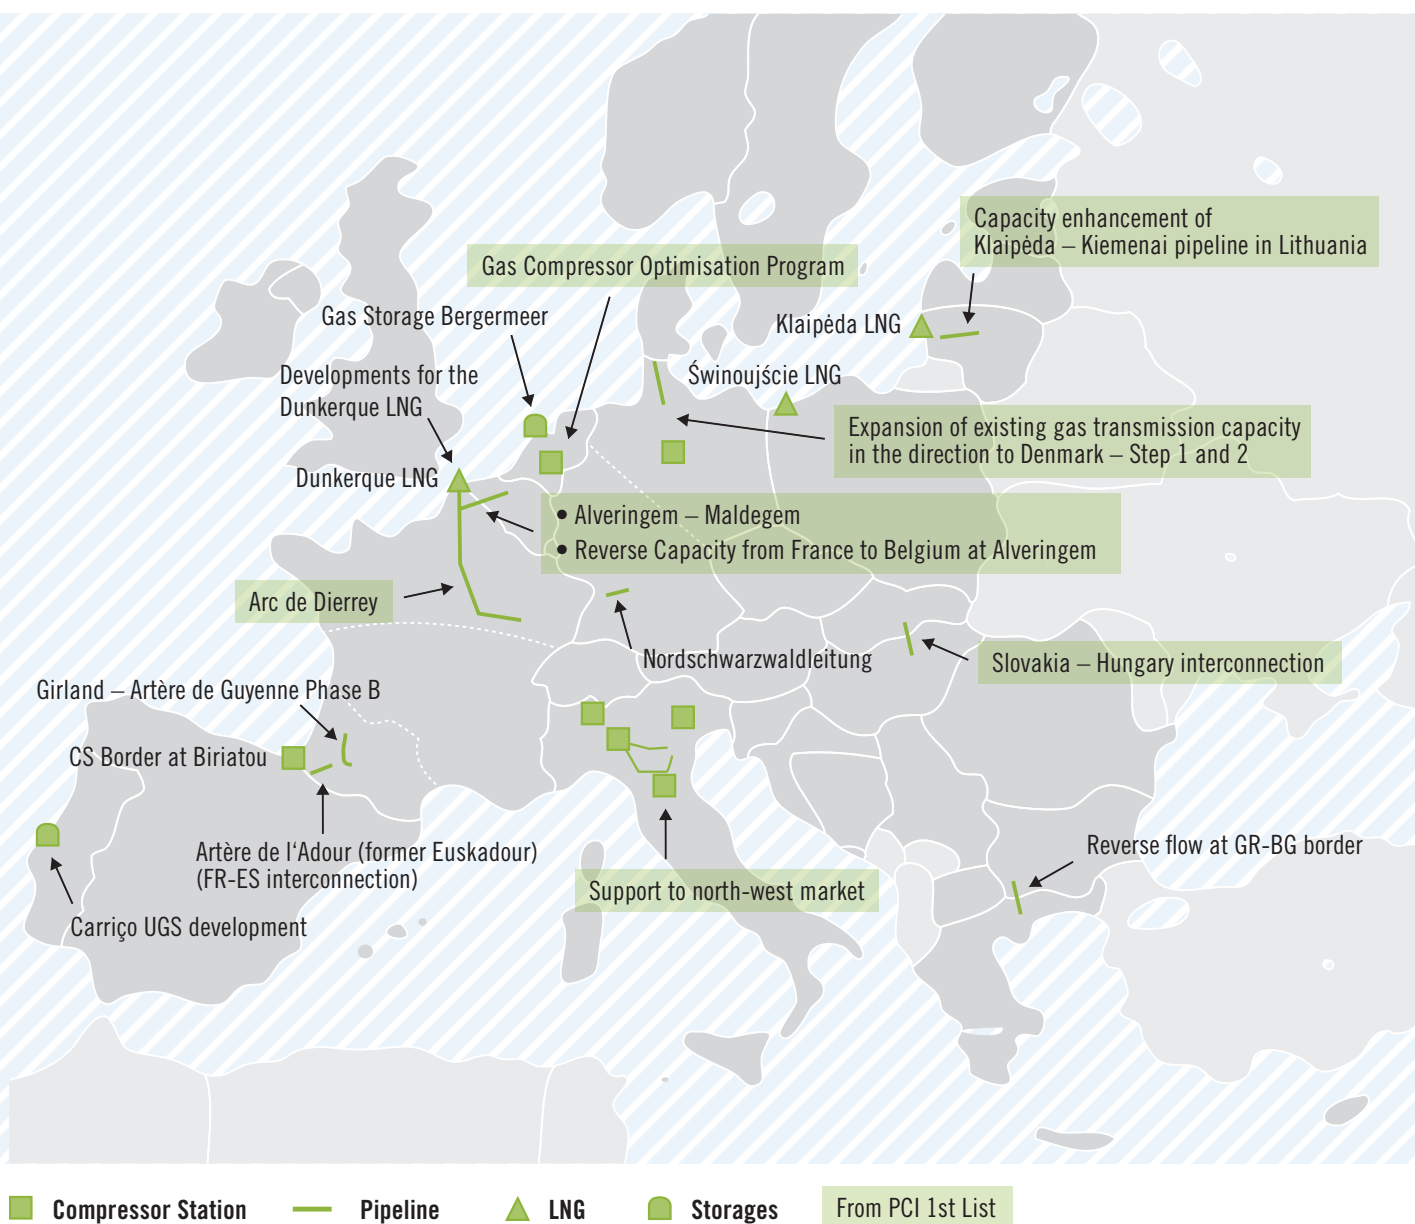 Capacity enhancement of
Klaipėda – Kiemenai pipeline in Lithuania
Gas Compressor Optimisation Program
Gas Storage Bergermeer
Klaipėda LNG
Developments for the
Dunkerque LNG
Świnoujście LNG
Expansion of existing gas transmission capacity
in the direction to Denmark – Step 1 and 2
Dunkerque LNG
• Alveringem – Maldegem
• Reverse Capacity from France to Belgium at Alveringem
Arc de Dierrey
Nordschwarzwaldleitung
Slovakia – Hungary interconnection
Girland – Artère de Guyenne Phase B
CS Border at Biriatou
Artère de l‘Adour (former Euskadour)
(FR-ES interconnection)
Reverse flow at GR-BG border
Support to north-west market
Carriço UGS development
Compressor Station
Pipeline
LNG
Storages
From PCI 1st List